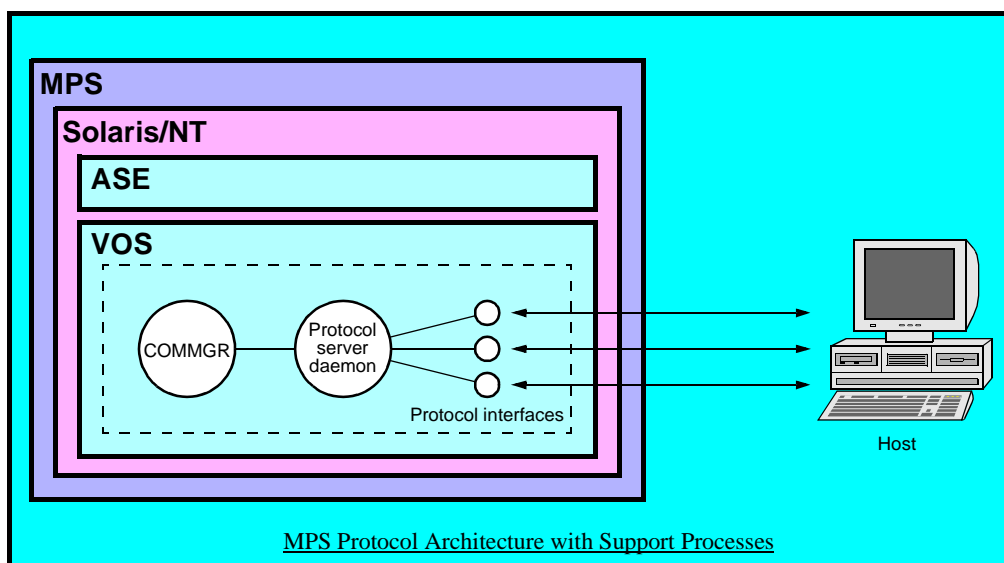 MPS
Solaris/NT
ASE
VOS
COMMGR
Protocol
server
daemon
Protocol interfaces
Host
MPS Protocol Architecture with Support Processes